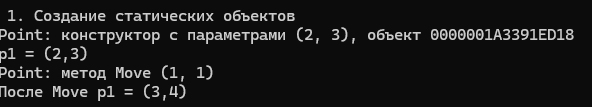 1. Создание статических объектов
Point: конструктор с параметрами (2, 3), объект 0000001A3391ED18
p1 = (2,3)
Point: метод Move (1, 1)
После Move p1 = (3,4)